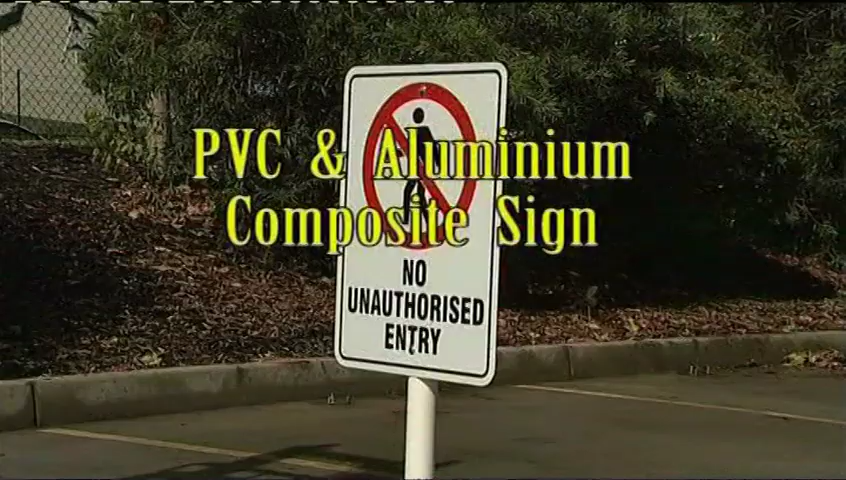 PVC & Aluminium
Composite Sign
NO
UNAUTHORISED
ENTRY